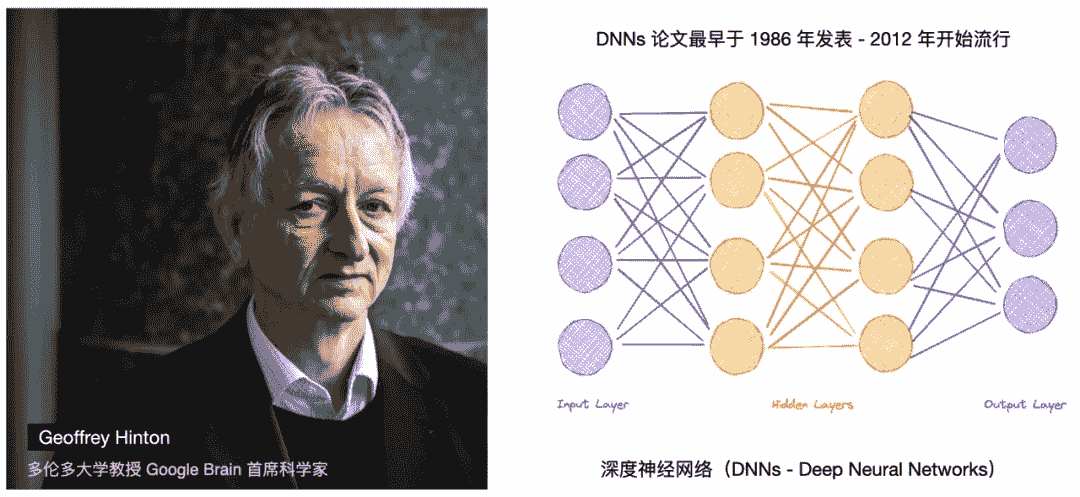 Geoffrey Hinton
多伦多大学教授 Google Brain 首席科学家
DNNs 论文最早于 1986 年发表 - 2012 年开始流行
Input Layer
Hidden Layers
Output Layer
深度神经网络（DNNs - Deep Neural Networks）